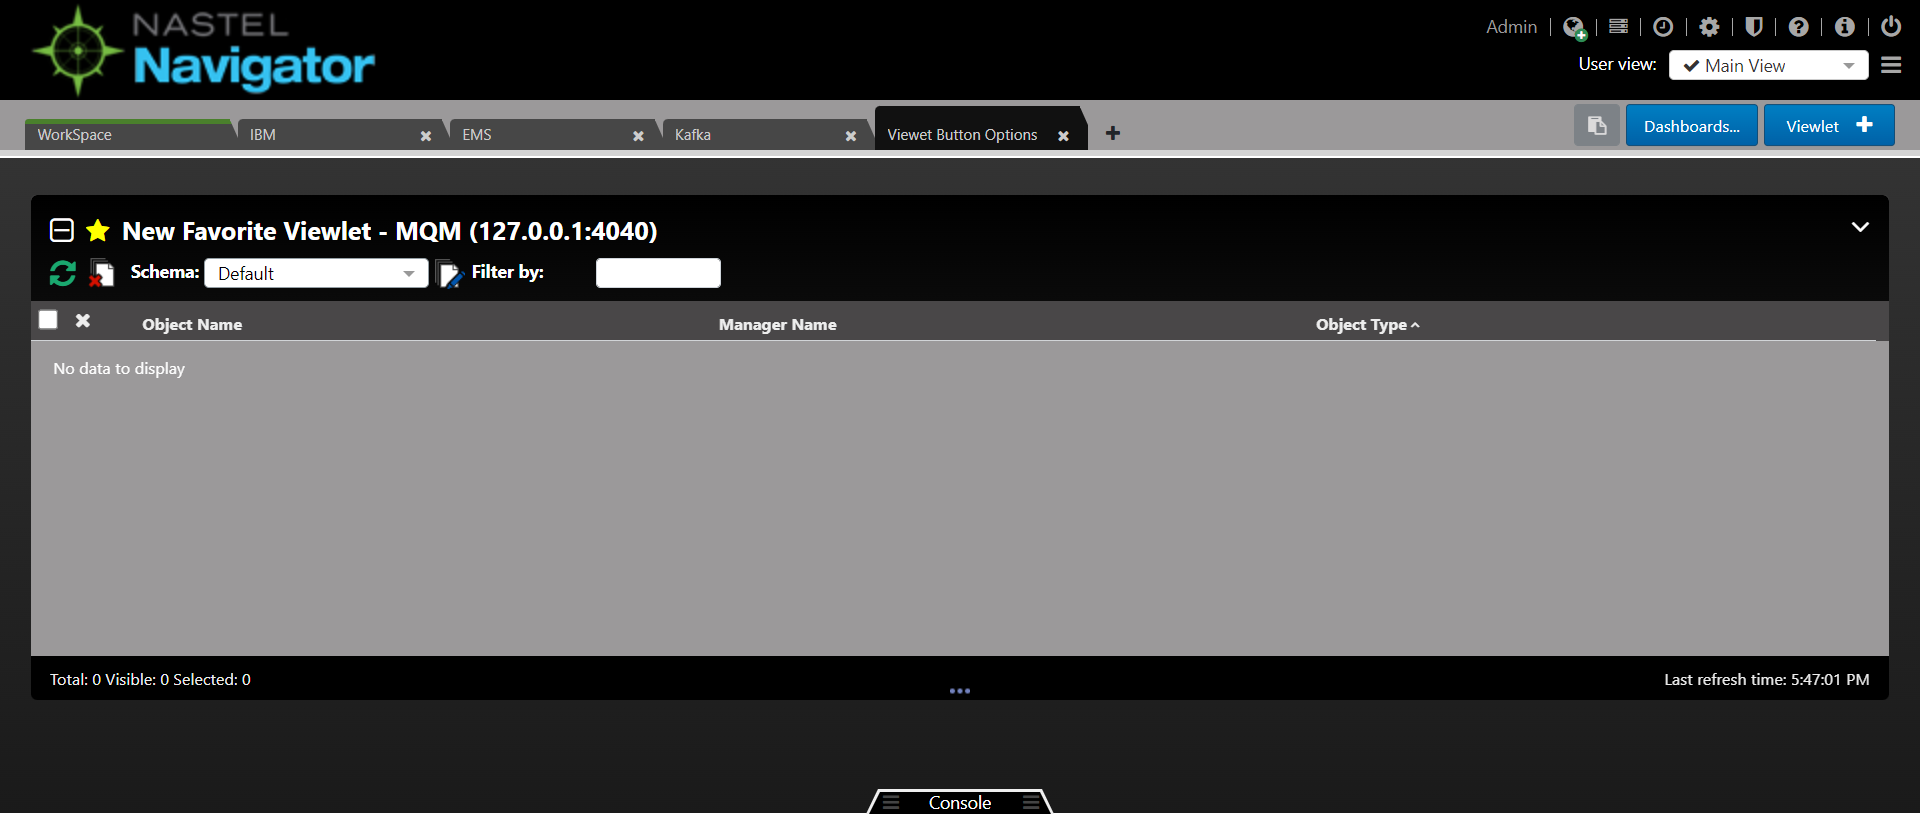 NASTEL
Navigator
Admin
User view: Main View
WorkSpace IBM EMS Kafka Viewet Button Options
Dashboards... Viewlet
New Favorite Viewlet - MQM (127.0.0.1:4040)
Schema: Default Filter by:
Object Name Manager Name Object Type
No data to display
Total: 0 Visible: 0 Selected: 0
Last refresh time: 5:47:01 PM
Console